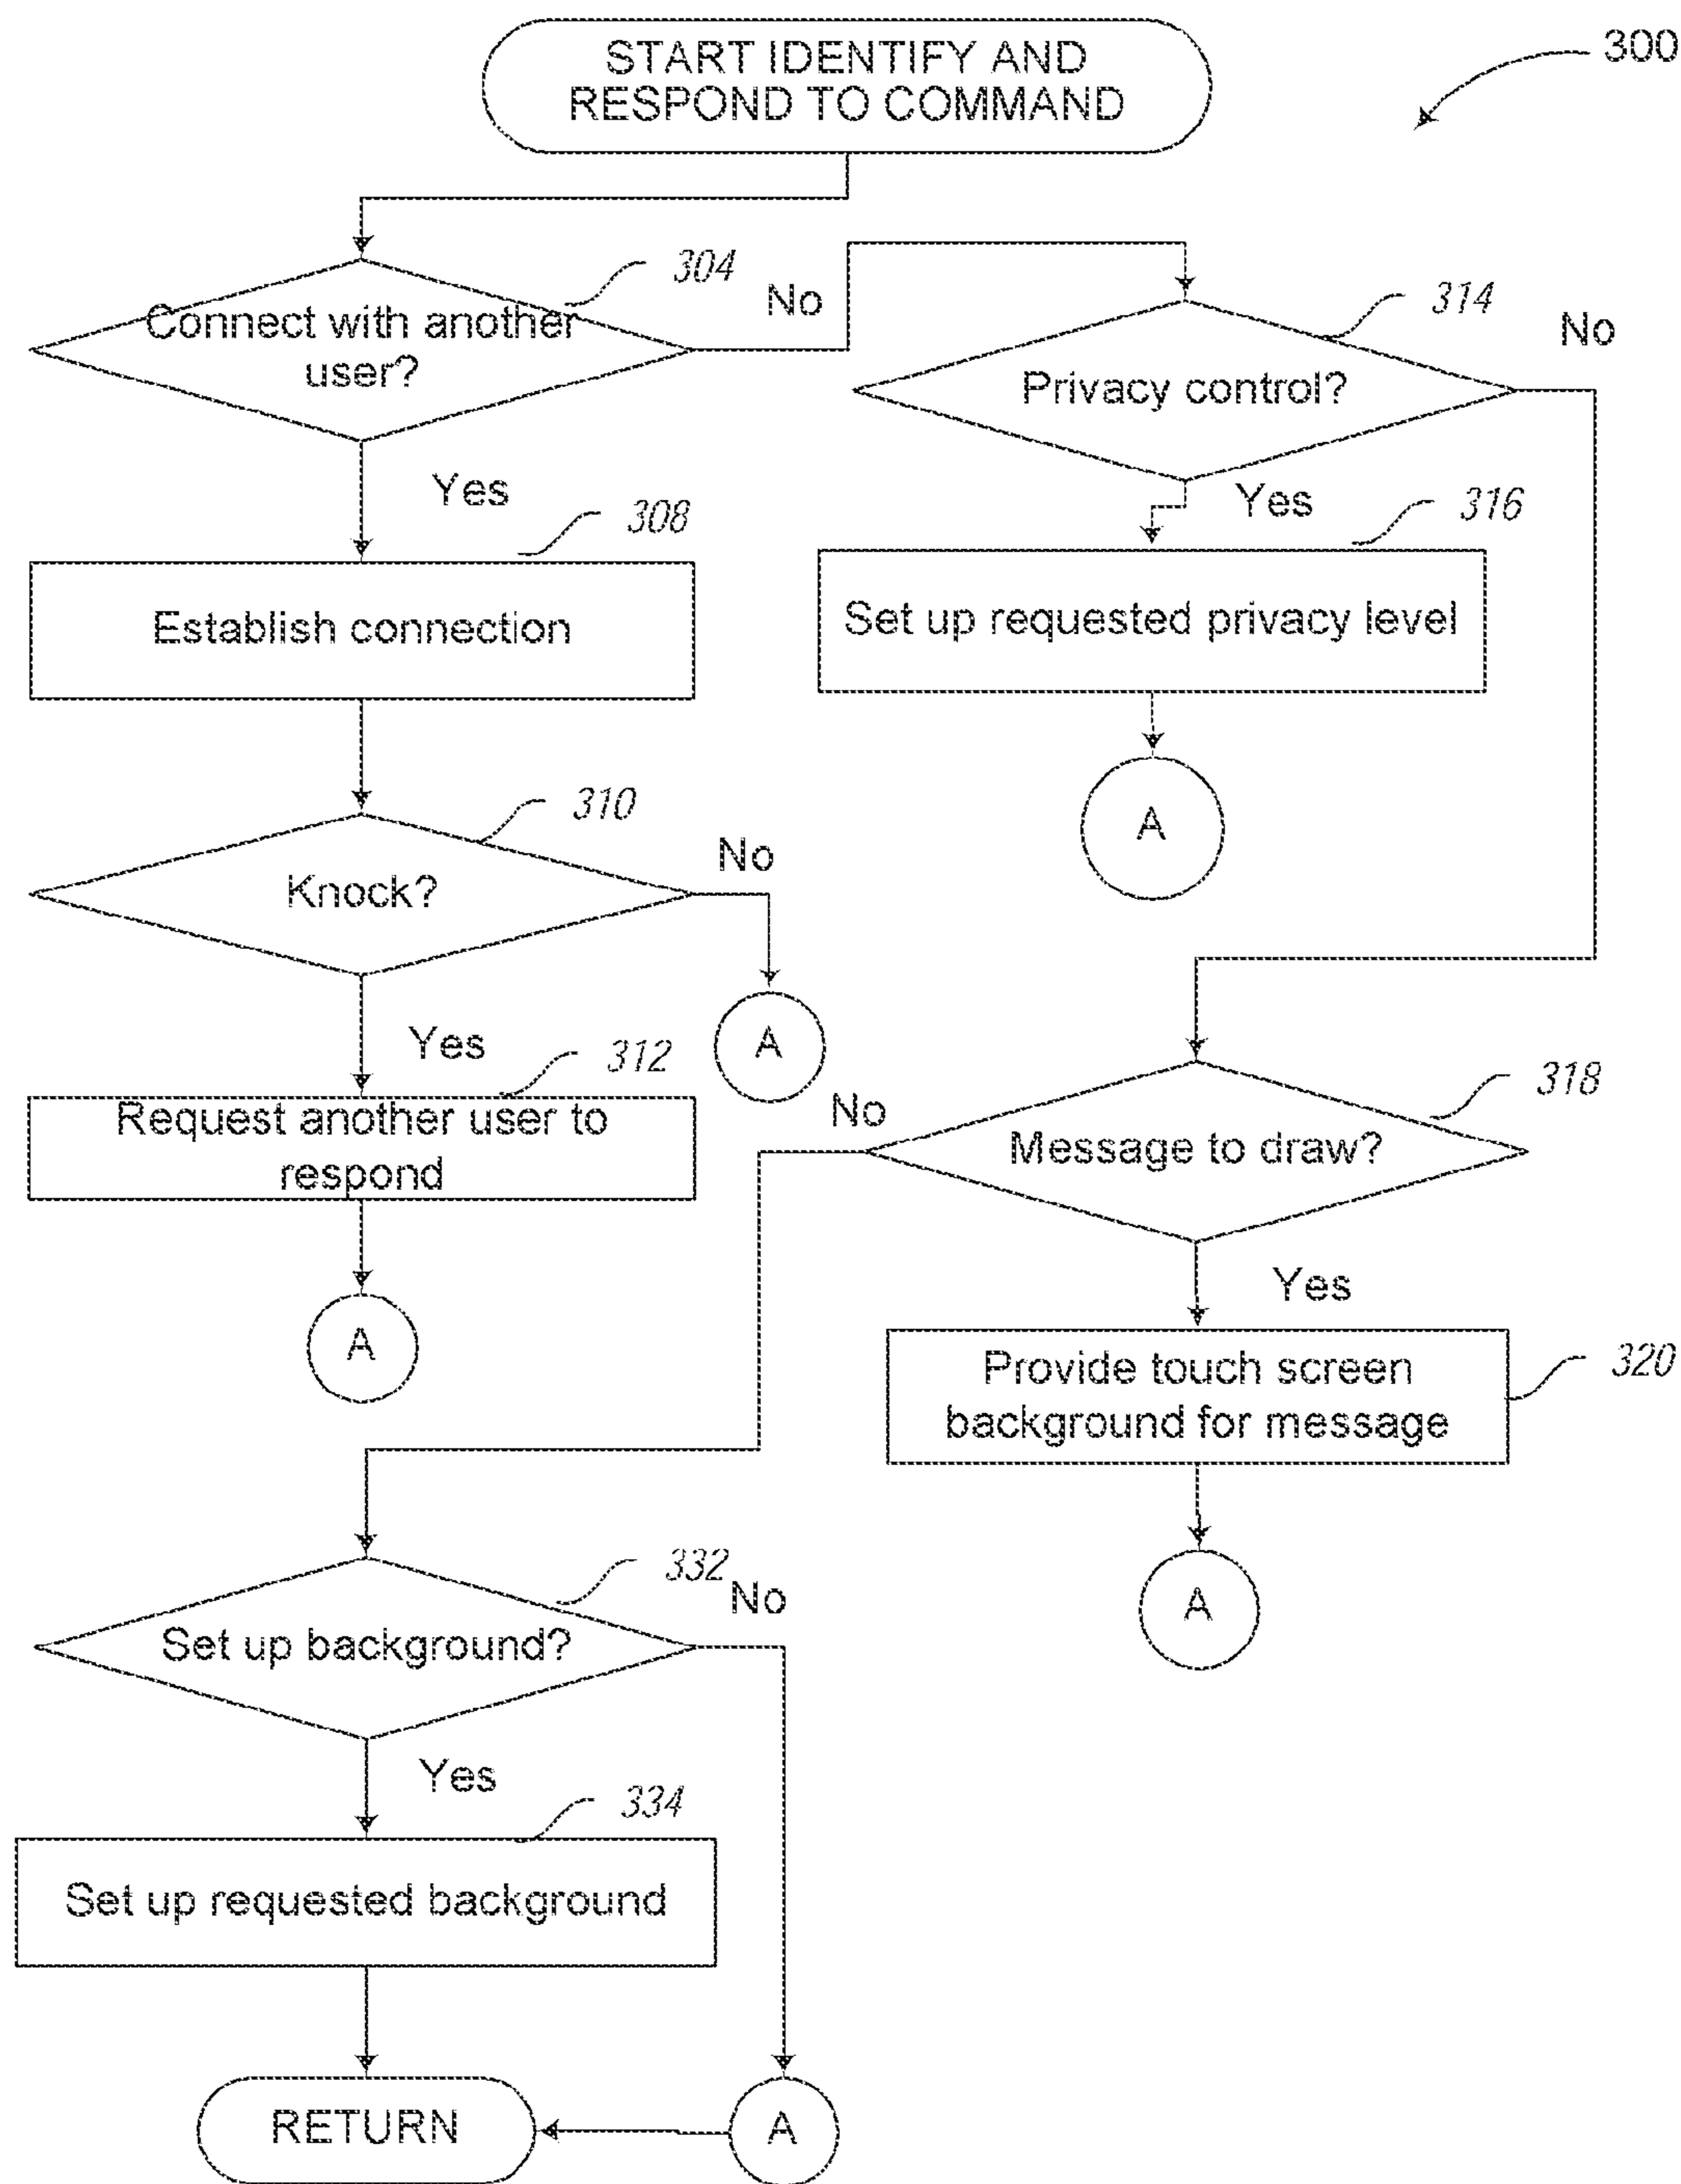 START IDENTIFY AND
RESPOND TO COMMAND
300
304
Connect with another
user?
No
Yes
314
Privacy control?
No
Yes
308
Establish connection
316
Set up requested privacy level
A
310
Knock?
No
A
Yes
312
Request another user to
respond
A
318
Message to draw?
No
Yes
320
Provide touch screen
background for message
A
332
Set up background?
No
Yes
334
Set up requested background
RETURN
A